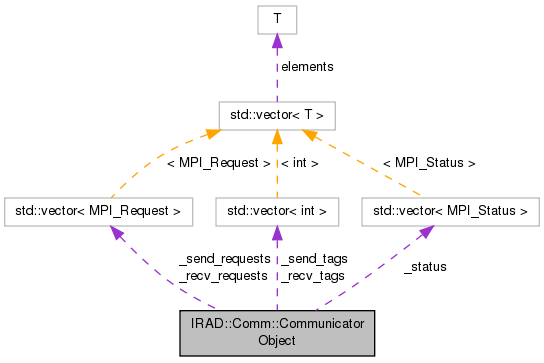 T
elements
std::vector< T >
< MPI_Request >
< int >
< MPI_Status >
std::vector< MPI_Request >
std::vector< int >
std::vector< MPI_Status >
_send_requests
_recv_requests
_send_tags
_recv_tags
_status
IRAD::Comm::Communicator
Object